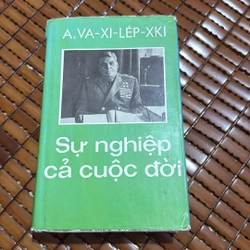 A.VA-XI-LÉP-XKI
Sự nghiệp
cả cuộc đời